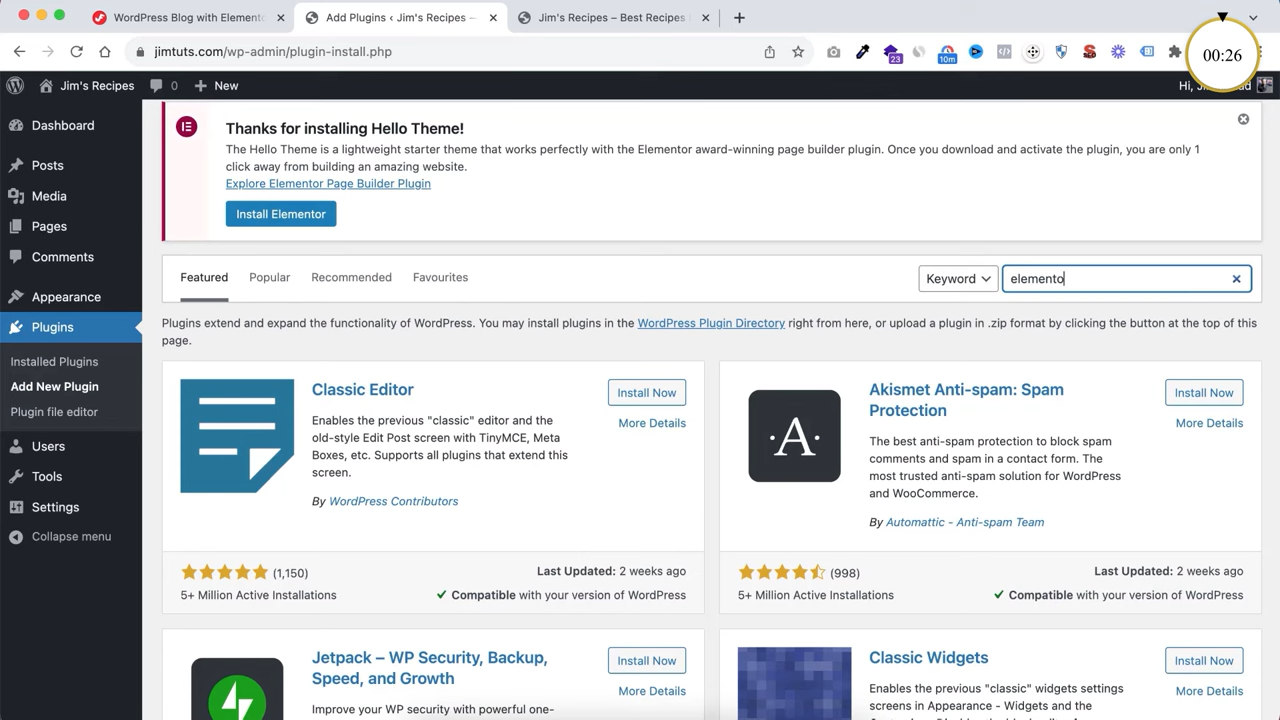 WordPress Blog with Elemento
Add Plugins ‹ Jim's Recipes –
Jim's Recipes – Best Recipes
jimtuts.com/wp-admin/plugin-install.php
23
10m
00:26
Jim's Recipes
0
New
Hi,
Dashboard
Posts
Media
Pages
Comments
Appearance
Plugins
Installed Plugins
Add New Plugin
Plugin file editor
Users
Tools
Settings
Collapse menu
Thanks for installing Hello Theme!
The Hello Theme is a lightweight starter theme that works perfectly with the Elementor award-winning page builder plugin. Once you download and activate the plugin, you are only 1
click away from building an amazing website.
Explore Elementor Page Builder Plugin
Install Elementor
Featured
Popular
Recommended
Favourites
Keyword
elemento
Plugins extend and expand the functionality of WordPress. You may install plugins in the WordPress Plugin Directory right from here, or upload a plugin in .zip format by clicking the button at the top of this
page.
Classic Editor
Install Now
More Details
Enables the previous "classic" editor and the
old-style Edit Post screen with TinyMCE, Meta
Boxes, etc. Supports all plugins that extend this
screen.
By WordPress Contributors
(1,150)
Last Updated: 2 weeks ago
5+ Million Active Installations
Compatible with your version of WordPress
A
Akismet Anti-spam: Spam
Protection
Install Now
More Details
The best anti-spam protection to block spam
comments and spam in a contact form. The
most trusted anti-spam solution for WordPress
and WooCommerce.
By Automattic - Anti-spam Team
(998)
Last Updated: 2 weeks ago
5+ Million Active Installations
Compatible with your version of WordPress
Jetpack – WP Security, Backup,
Speed, and Growth
Install Now
More Details
Improve your WP security with powerful one-
Classic Widgets
Install Now
More Details
Enables the previous "classic" widgets settings
screens in Appearance - Widgets and the